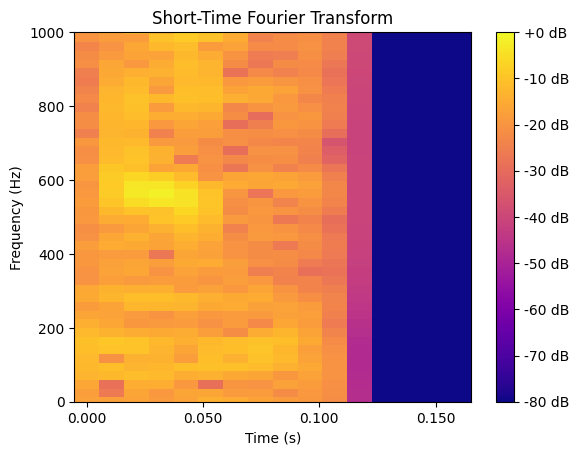 Short-Time Fourier Transform
1000
800
600
400
200
0
Frequency (Hz)
0.000
0.050
0.100
0.150
Time (s)
+0 dB
-10 dB
-20 dB
-30 dB
-40 dB
-50 dB
-60 dB
-70 dB
-80 dB